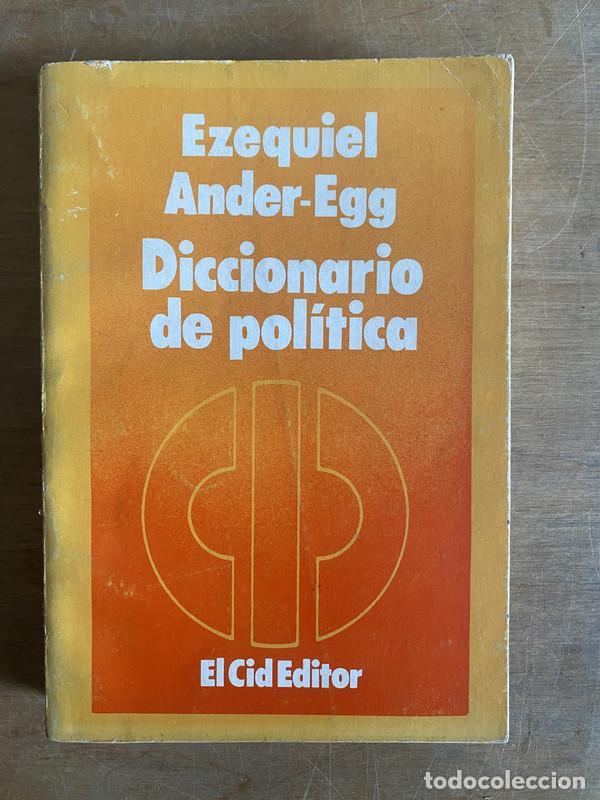 Ezequiel
Ander-Egg
Diccionario
de política
El Cid Editor
todocoleccion